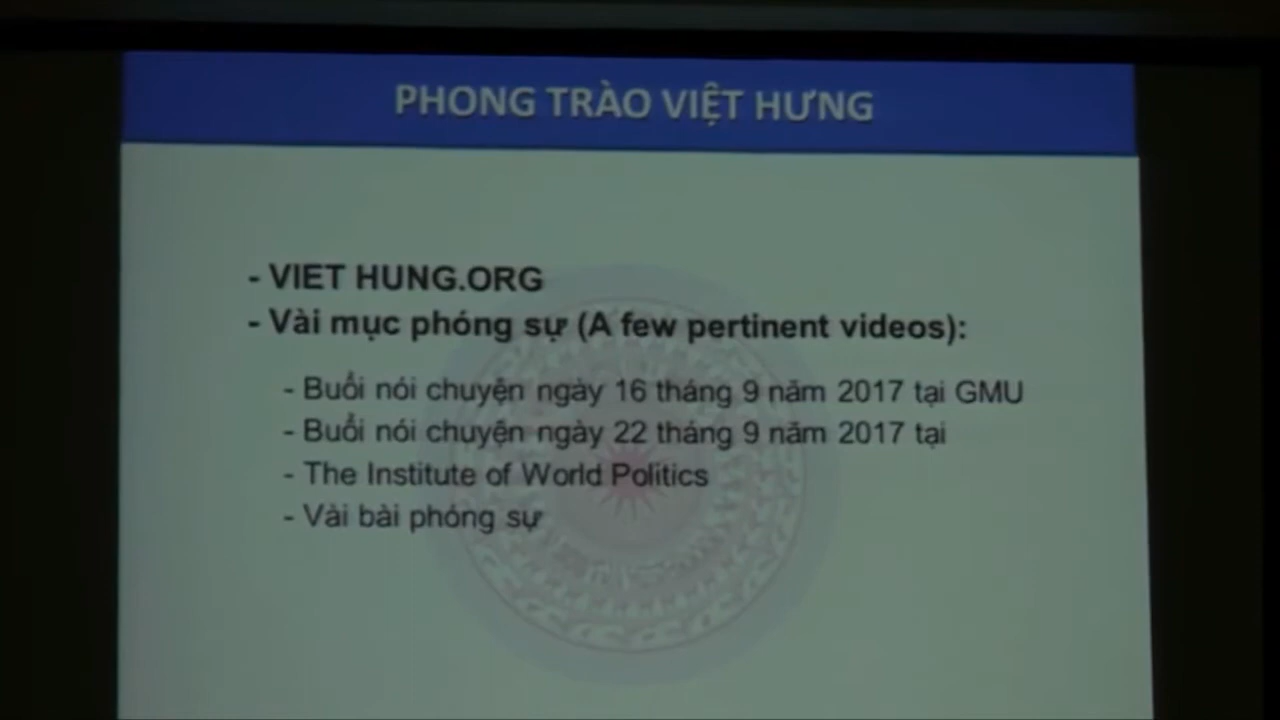 PHONG TRÀO VIỆT HƯNG
- VIET HUNG.ORG
- Vài mục phóng sự (A few pertinent videos):
- Buổi nói chuyện ngày 16 tháng 9 năm 2017 tại GMU
- Buổi nói chuyện ngày 22 tháng 9 năm 2017 tại
- The Institute of World Politics
- Vài bài phóng sự